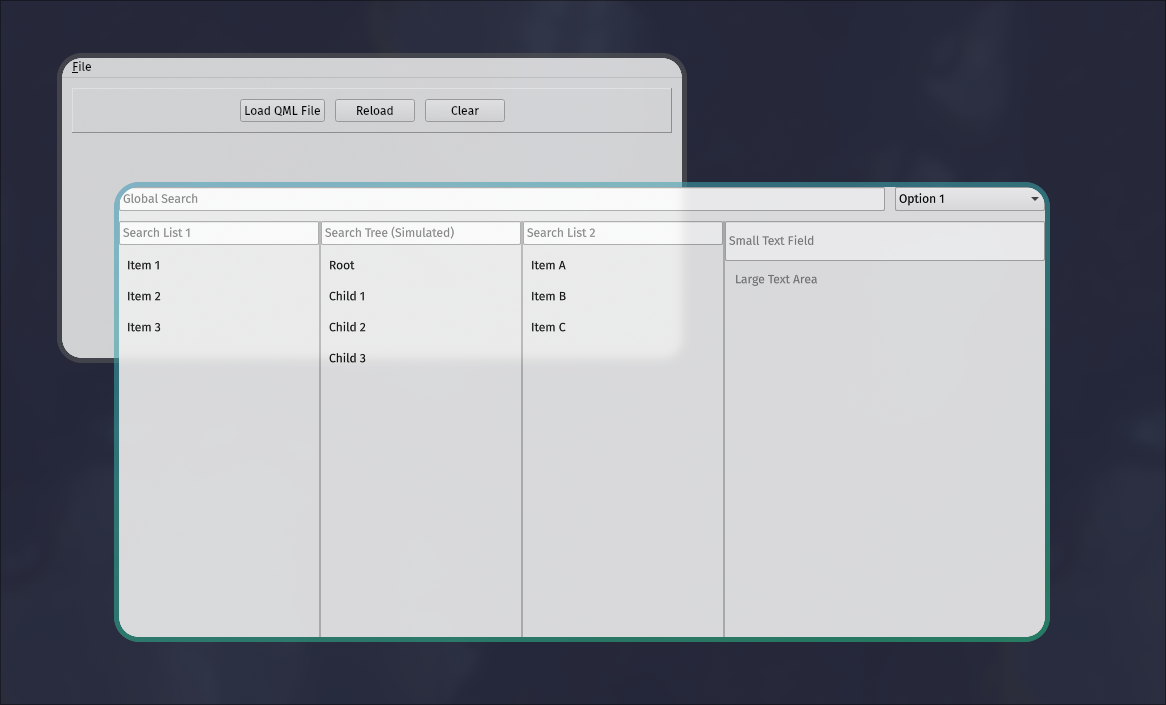 File
Load QML File Reload Clear
Global Search Option 1
Search List 1 Search Tree (Simulated) Search List 2 Small Text Field
Item 1 Root Item A Large Text Area
Item 2 Child 1 Item B
Item 3 Child 2 Item C
Child 3